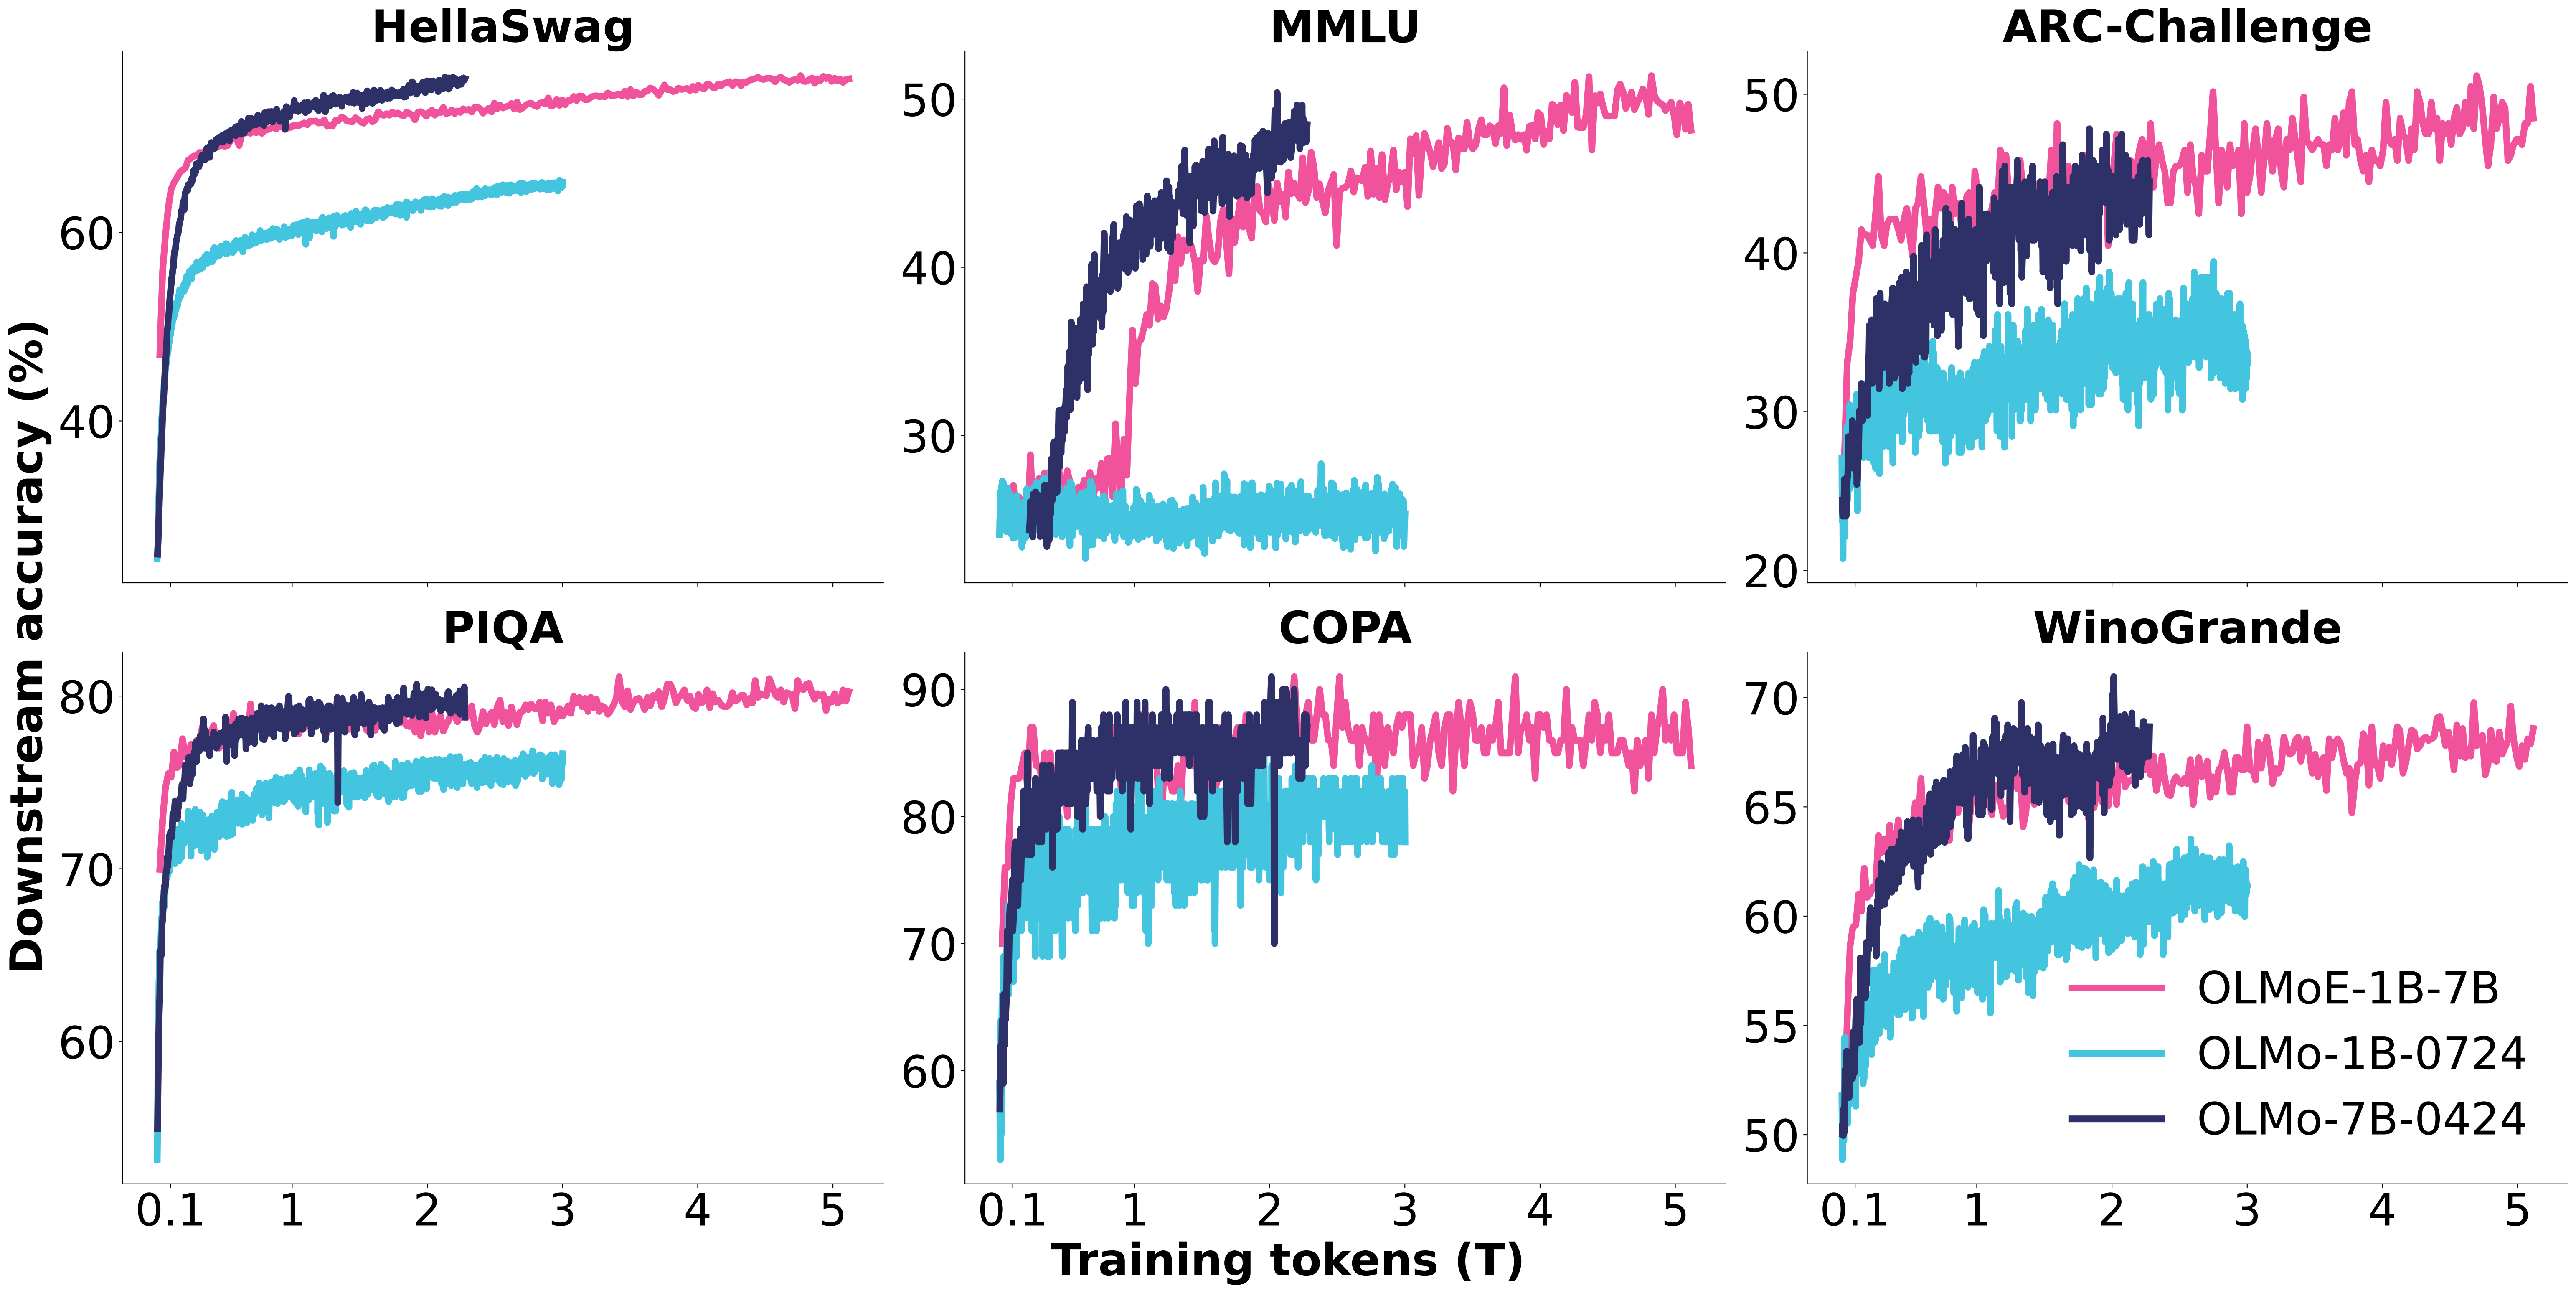 HellaSwag
MMLU
ARC-Challenge
60
40
50
40
30
50
40
30
20
Downstream accuracy (%)
PIQA
COPA
WinoGrande
80
70
60
90
80
70
60
70
65
60
55
50
OLMoE-1B-7B
OLMo-1B-0724
OLMo-7B-0424
0.1 1 2 3 4 5
0.1 1 2 3 4 5
0.1 1 2 3 4 5
Training tokens (T)